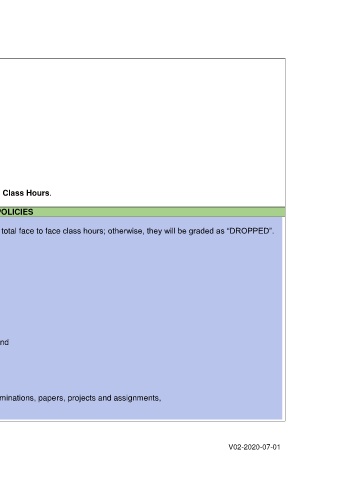 Class Hours.
POLICIES
total face to face class hours; otherwise, they will be graded as “DROPPED”.
nd
minations, papers, projects and assignments,
V02-2020-07-01